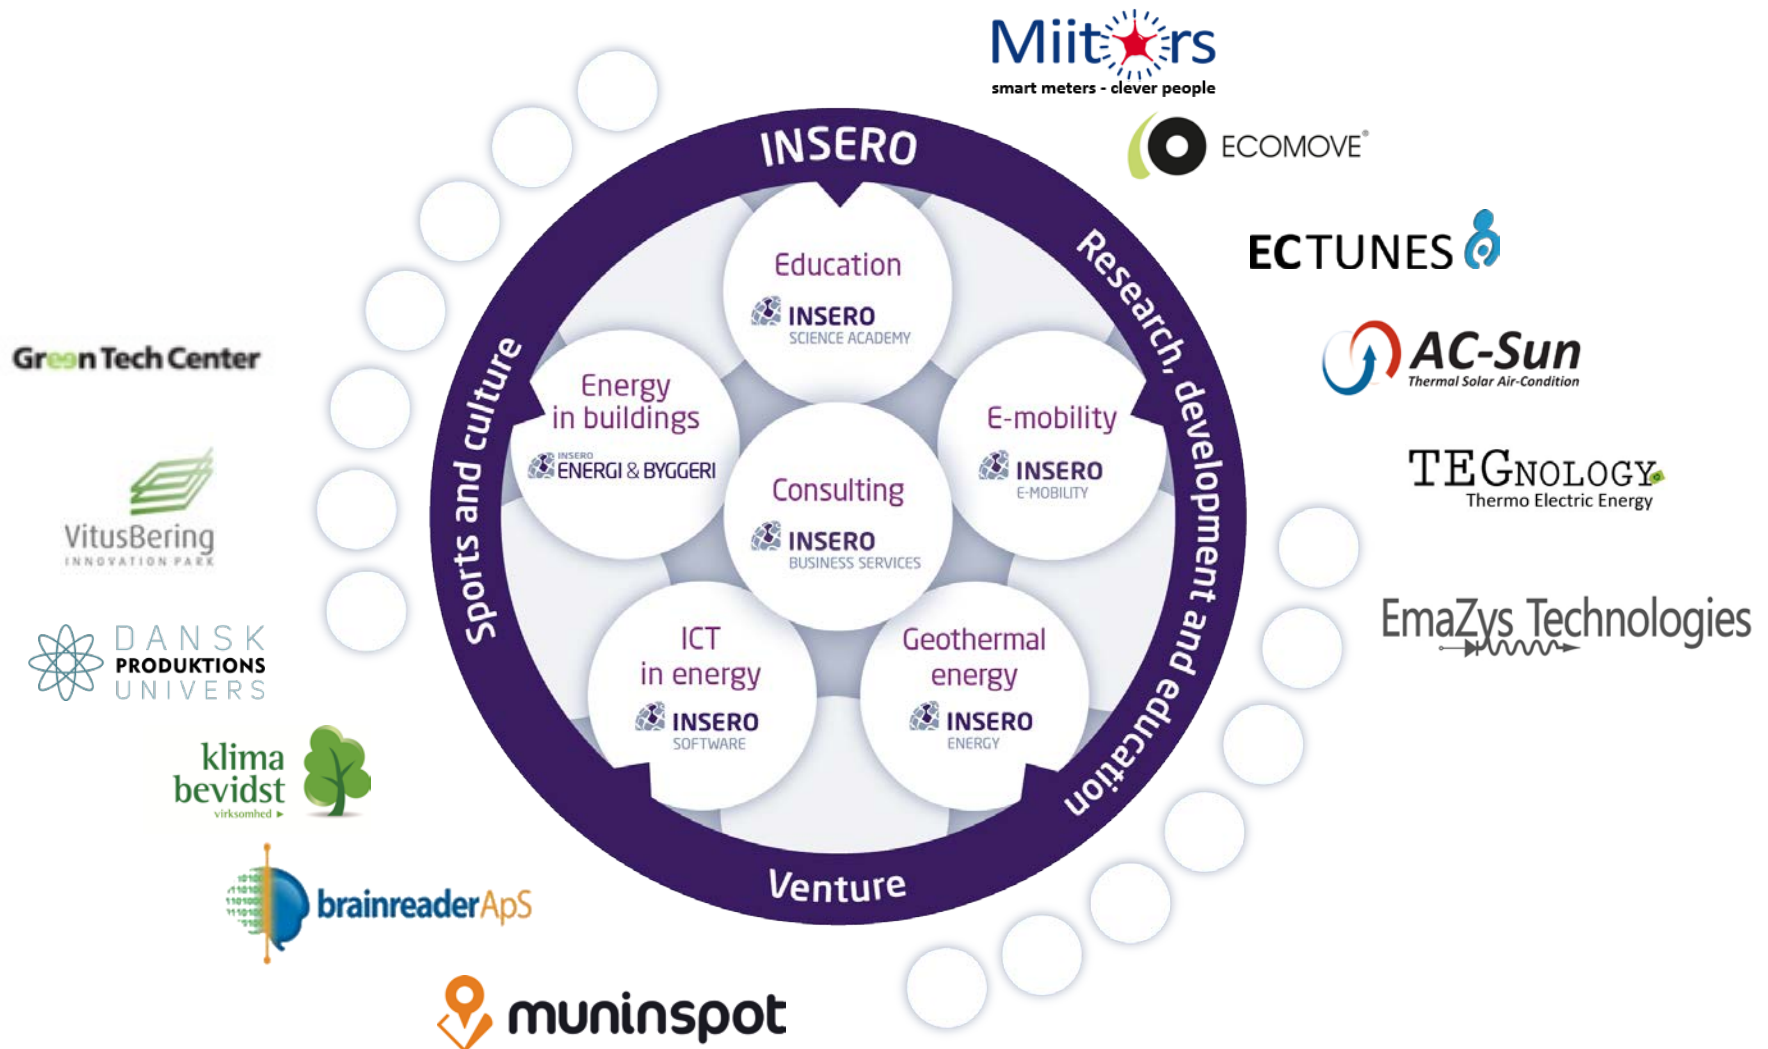 Miitors
smart meters - clever people
ECOMOVE®
ECTUNES
AC-Sun
Thermal Solar Air-Condition
TEGNOLOGY
Thermo Electric Energy
EmaZys Technologies
INSERO
Research, development and education
Venture
Sports and culture
Education
INSERO
SCIENCE ACADEMY
Energy
in buildings
INSERO
ENERGI & BYGGERI
E-mobility
INSERO
E-MOBILITY
Consulting
INSERO
BUSINESS SERVICES
ICT
in energy
INSERO
SOFTWARE
Geothermal
energy
INSERO
ENERGY
Green Tech Center
VitusBering
INNOVATION PARK
DANSK
PRODUKTIONS
UNIVERS
klima
bevidst
virksomhed
brainreaderApS
muninspot